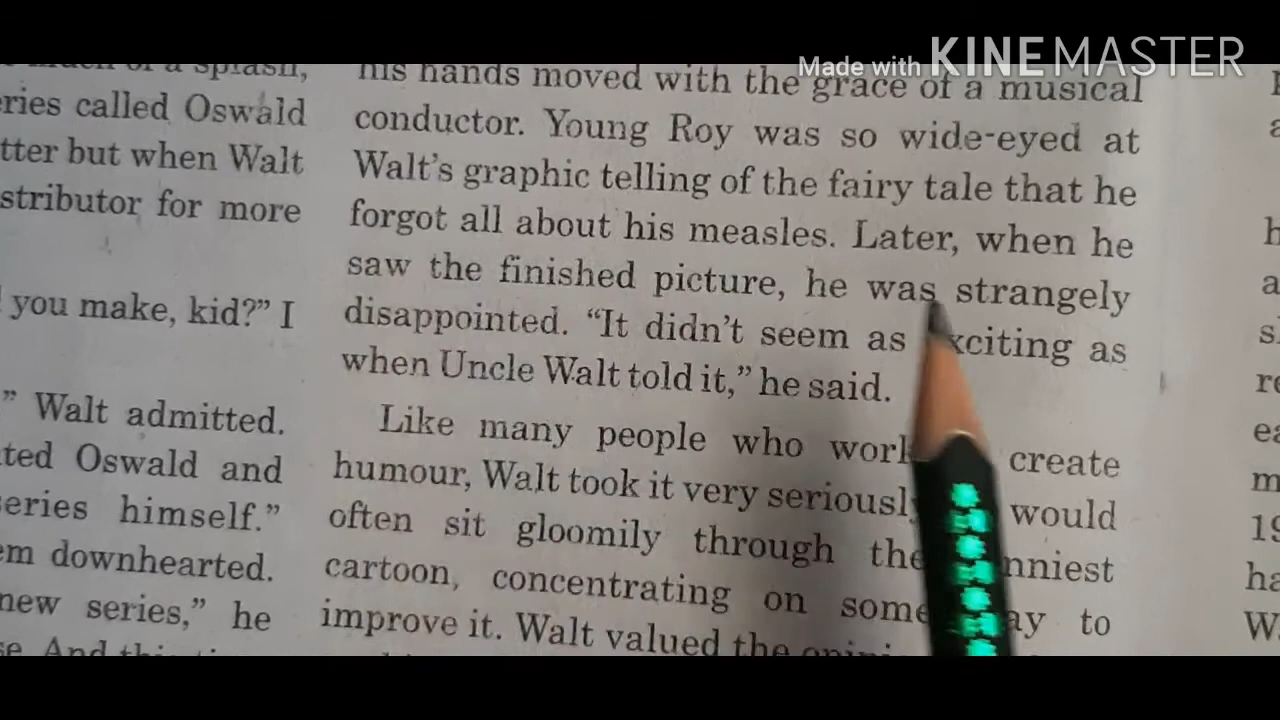 Made with KINEMASTER
a splash,
ries called Oswald
tter but when Walt
stributor for more
you make, kid?” I
” Walt admitted.
ted Oswald and
eries himself.”
em downhearted.
new series,” he
his hands moved with the grace of a musical
conductor. Young Roy was so wide-eyed at
Walt’s graphic telling of the fairy tale that he
forgot all about his measles. Later, when he
saw the finished picture, he was strangely
disappointed. “It didn’t seem as xciting as
when Uncle Walt told it,” he said.
Like many people who work create
humour, Walt took it very seriously would
often sit gloomily through the nniest
cartoon, concentrating on some ay to
improve it. Walt valued the